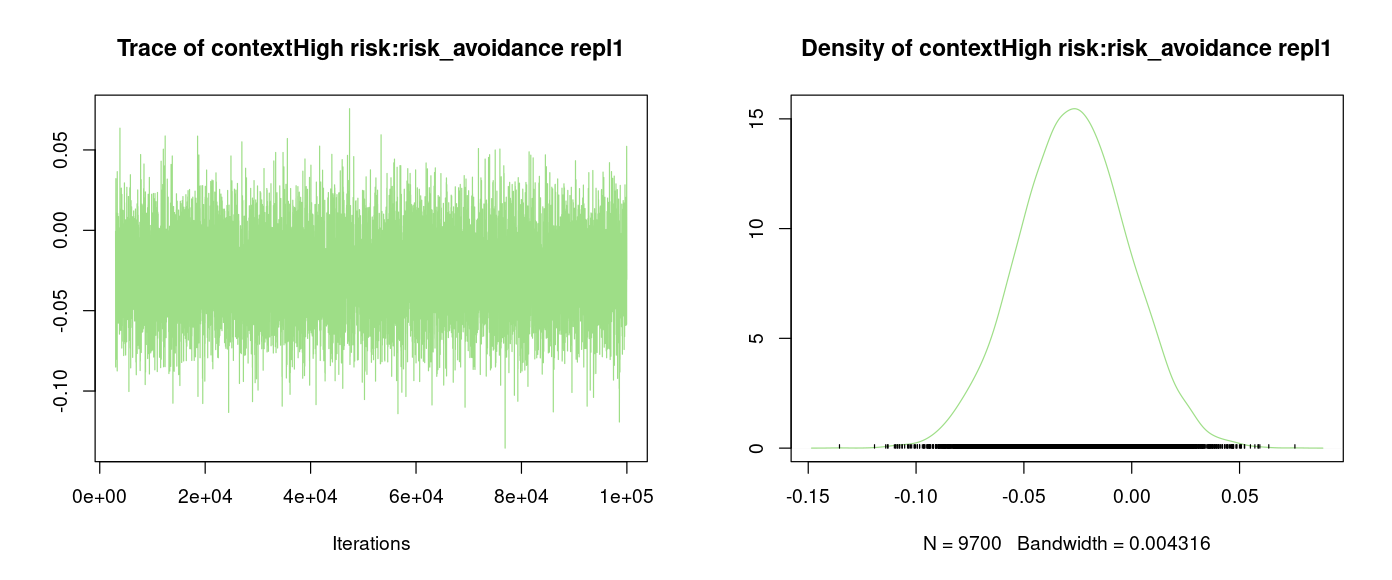 Trace of contextHigh risk:risk_avoidance repl1
0.05
0.00
-0.05
-0.10
0e+00 2e+04 4e+04 6e+04 8e+04 1e+05
Iterations
Density of contextHigh risk:risk_avoidance repl1
15
10
5
0
-0.15 -0.10 -0.05 0.00 0.05
N = 9700 Bandwidth = 0.004316